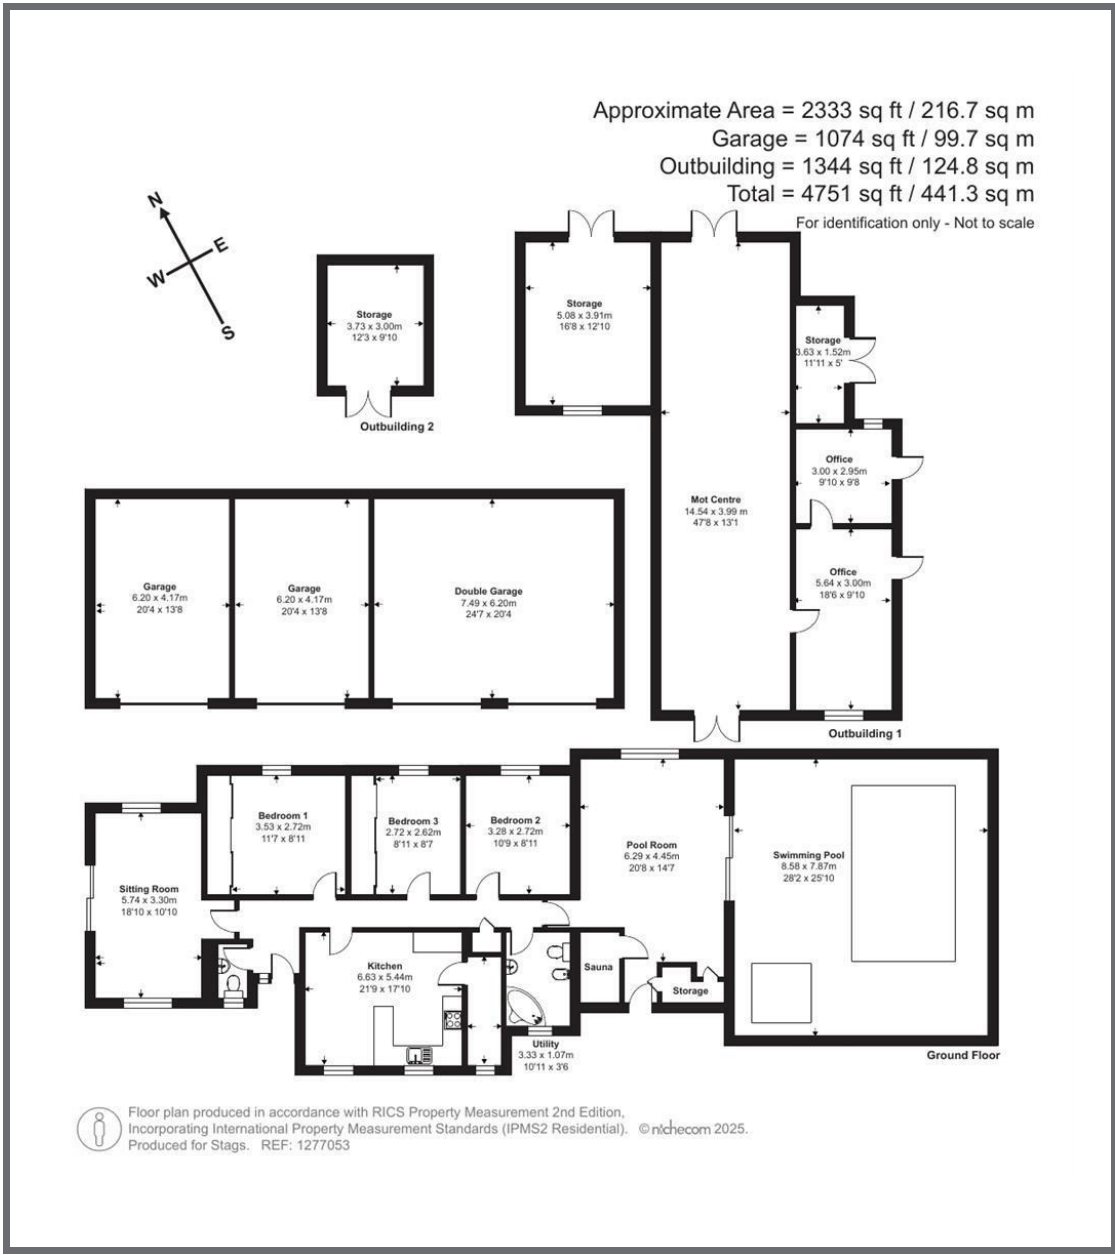 Approximate Area = 2333 sq ft / 216.7 sq m
Garage = 1074 sq ft / 99.7 sq m
Outbuilding = 1344 sq ft / 124.8 sq m
Total = 4751 sq ft / 441.3 sq m
For identification only - Not to scale
N
E
W
S
Storage
3.73 x 3.00m
12'3 x 9'10
Outbuilding 2
Storage
5.08 x 3.91m
16'8 x 12'10
Storage
3.63 x 1.52m
11'11 x 5'
Office
3.00 x 2.95m
9'10 x 9'8
Mot Centre
14.54 x 3.99 m
47'8 x 13'1
Office
5.64 x 3.00m
18'6 x 9'10
Outbuilding 1
Garage
6.20 x 4.17m
20'4 x 13'8
Garage
6.20 x 4.17m
20'4 x 13'8
Double Garage
7.49 x 6.20m
24'7 x 20'4
Bedroom 1
3.53 x 2.72m
11'7 x 8'11
Bedroom 3
2.72 x 2.62m
8'11 x 8'7
Bedroom 2
3.28 x 2.72m
10'9 x 8'11
Pool Room
6.29 x 4.45m
20'8 x 14'7
Swimming Pool
8.58 x 7.87m
28'2 x 25'10
Sitting Room
5.74 x 3.30m
18'10 x 10'10
Kitchen
6.63 x 5.44m
21'9 x 17'10
Sauna
Storage
Utility
3.33 x 1.07m
10'11 x 3'6
Ground Floor
Floor plan produced in accordance with RICS Property Measurement 2nd Edition,
Incorporating International Property Measurement Standards (IPMS2 Residential). © nichecom 2025.
Produced for Stags. REF: 1277053